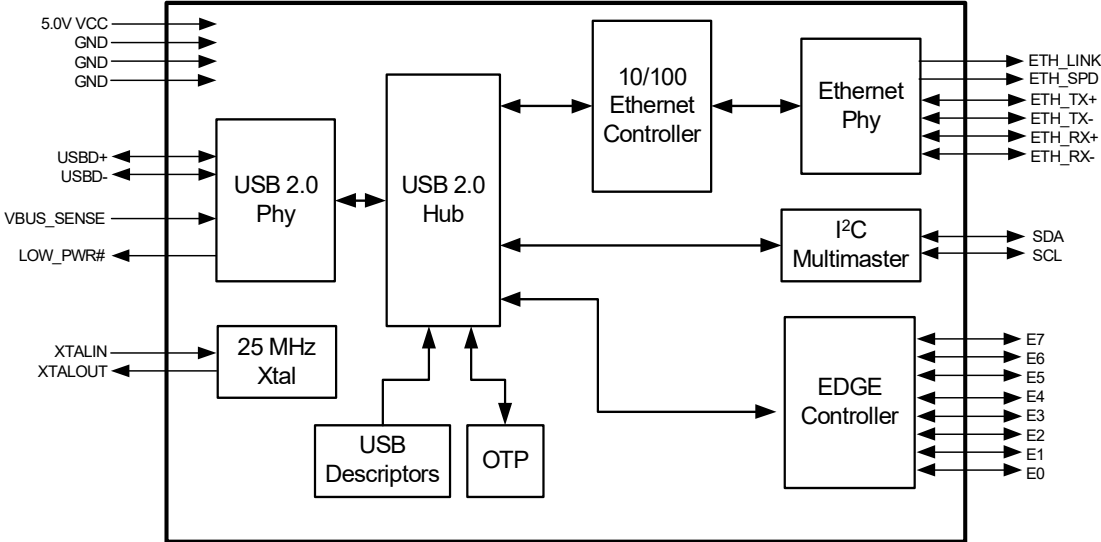 5.0V VCC
GND
GND
GND
USBD+
USBD-
VBUS_SENSE
LOW_PWR#
XTALIN
XTALOUT
USB 2.0
Phy
25 MHz
Xtal
USB 2.0
Hub
USB
Descriptors
OTP
10/100
Ethernet
Controller
Ethernet
Phy
I²C
Multimaster
EDGE
Controller
ETH_LINK
ETH_SPD
ETH_TX+
ETH_TX-
ETH_RX+
ETH_RX-
SDA
SCL
E7
E6
E5
E4
E3
E2
E1
E0